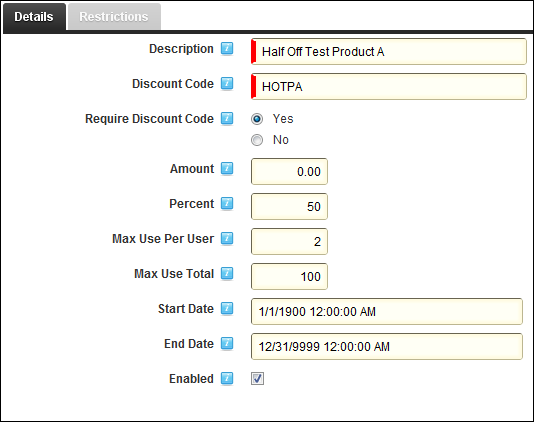 Details Restrictions
Description Half Off Test Product A
Discount Code HOTPA
Require Discount Code Yes
No
Amount 0.00
Percent 50
Max Use Per User 2
Max Use Total 100
Start Date 1/1/1900 12:00:00 AM
End Date 12/31/9999 12:00:00 AM
Enabled